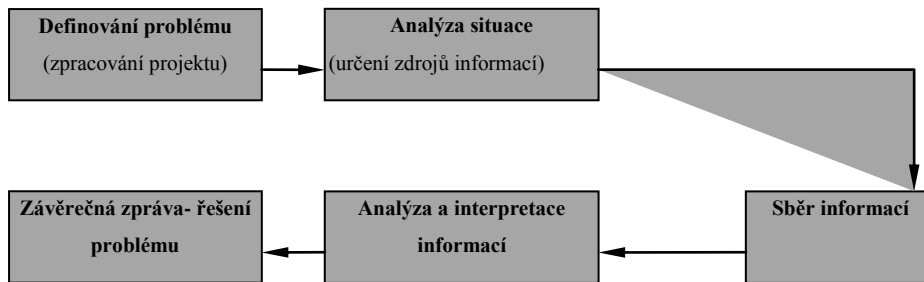 Definování problému
(zpracování projektu)
Analýza situace
(určení zdrojů informací)
Sběr informací
Analýza a interpretace
informací
Závěrečná zpráva- řešení
problému